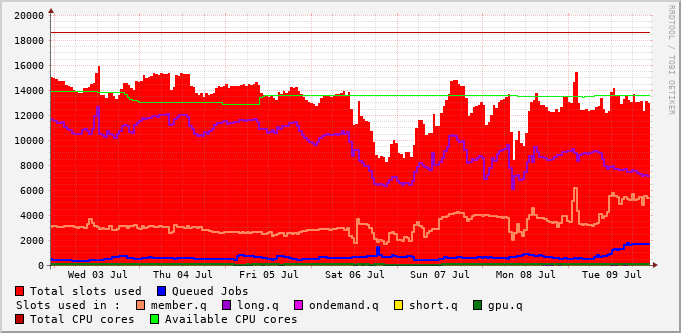 20000
18000
16000
14000
12000
10000
8000
6000
4000
2000
0
Wed 03 Jul Thu 04 Jul Fri 05 Jul Sat 06 Jul Sun 07 Jul Mon 08 Jul Tue 09 Jul
RRDTOOL / TOBI OETIKER
Total slots used Queued Jobs
Slots used in : member.q long.q ondemand.q short.q gpu.q
Total CPU cores Available CPU cores